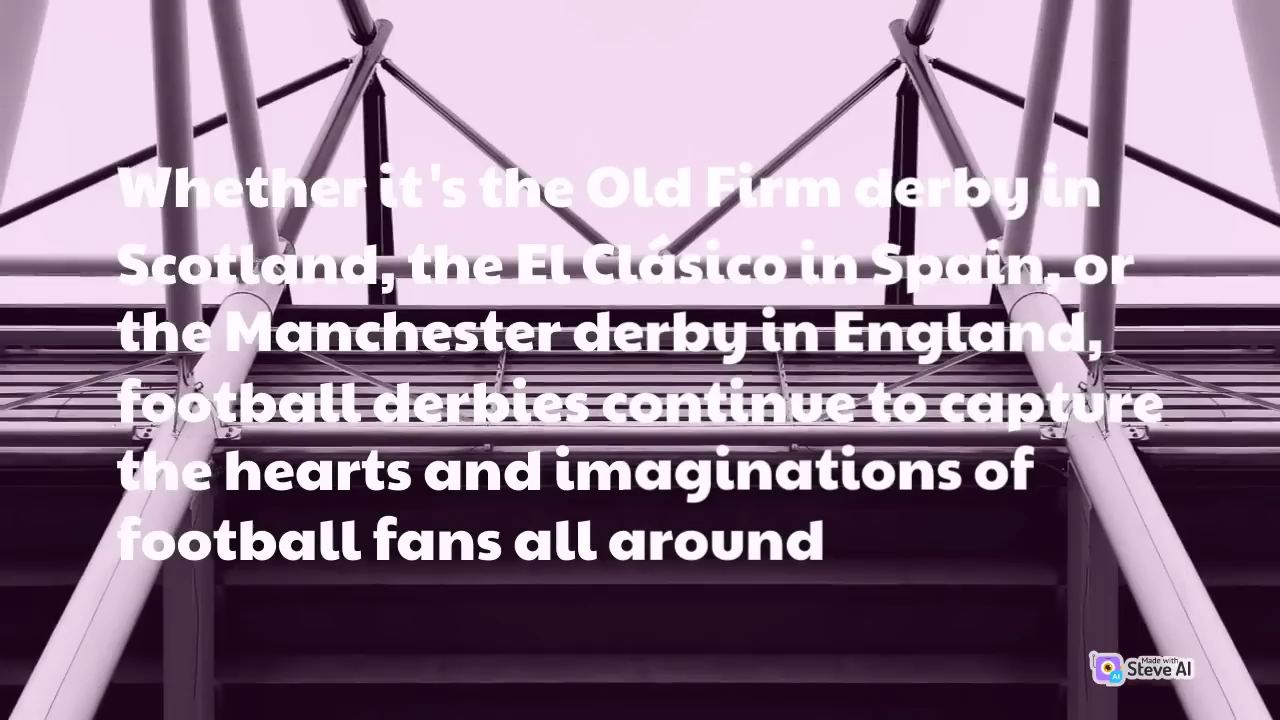 Whether it's the Old Firm derby in
Scotland, the El Clásico in Spain, or
the Manchester derby in England,
football derbies continue to capture
the hearts and imaginations of
football fans all around
Made with
Steve AI
AI